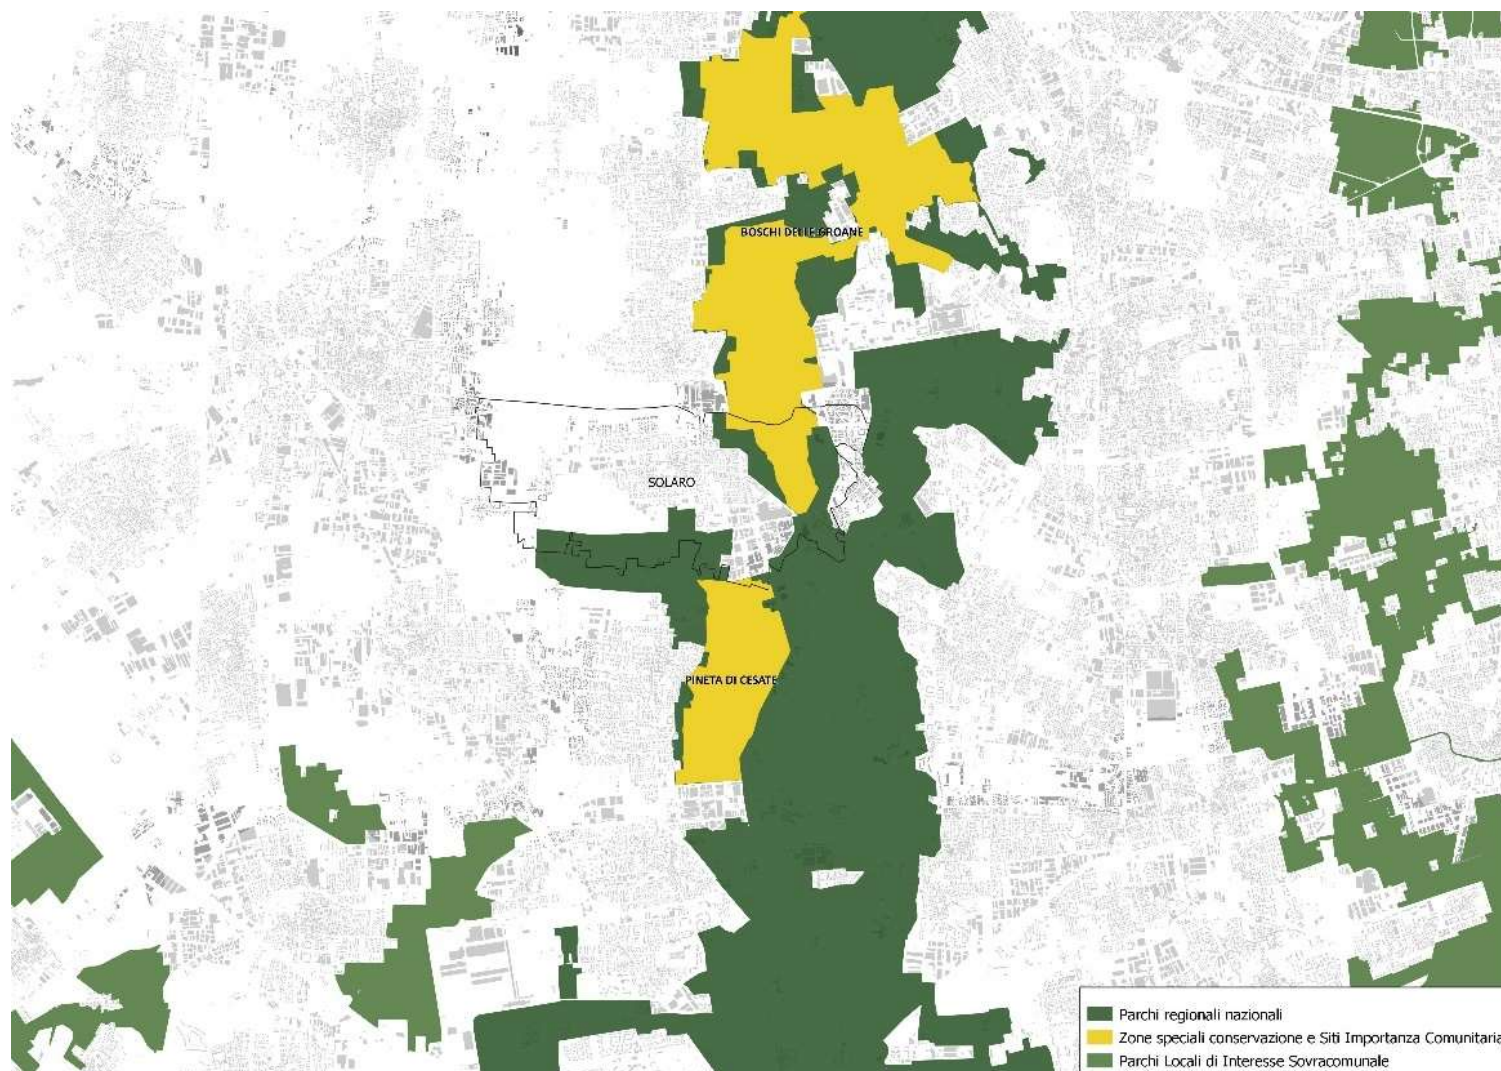 BOSCHI DELLE GROANE
SOLARO
PINETA DI CESATE
Parchi regionali nazionali
Zone speciali conservazione e Siti Importanza Comunitaria
Parchi Locali di Interesse Sovracomunale